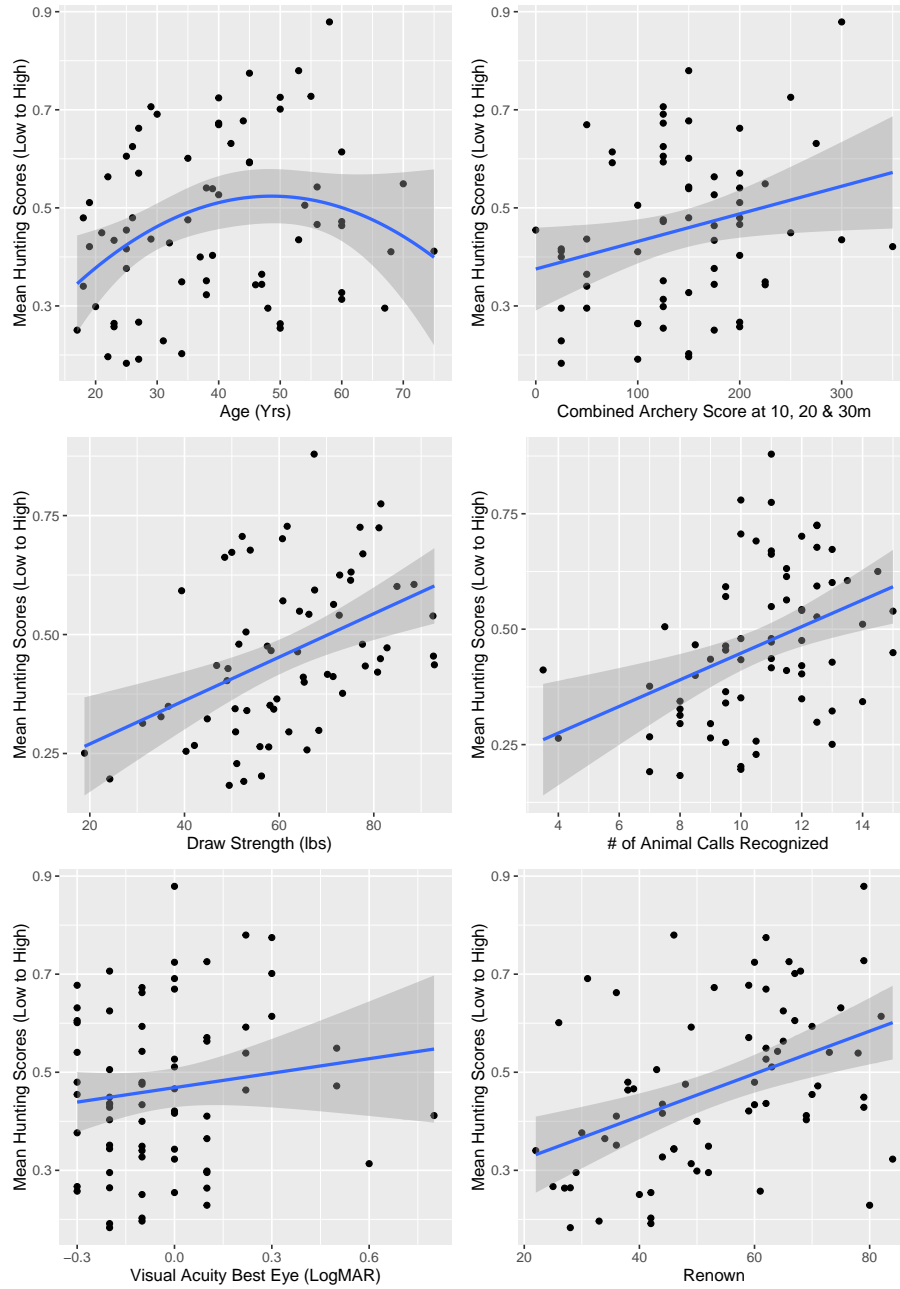 Mean Hunting Scores (Low to High)
0.9
0.7
0.5
0.3
20 30 40 50 60 70
Age (Yrs)
Mean Hunting Scores (Low to High)
0.9
0.7
0.5
0.3
0 100 200 300
Combined Archery Score at 10, 20 & 30m
Mean Hunting Scores (Low to High)
0.75
0.50
0.25
20 40 60 80
Draw Strength (lbs)
Mean Hunting Scores (Low to High)
0.75
0.50
0.25
4 6 8 10 12 14
# of Animal Calls Recognized
Mean Hunting Scores (Low to High)
0.9
0.7
0.5
0.3
−0.3 0.0 0.3 0.6
Visual Acuity Best Eye (LogMAR)
Mean Hunting Scores (Low to High)
0.9
0.7
0.5
0.3
20 40 60 80
Renown